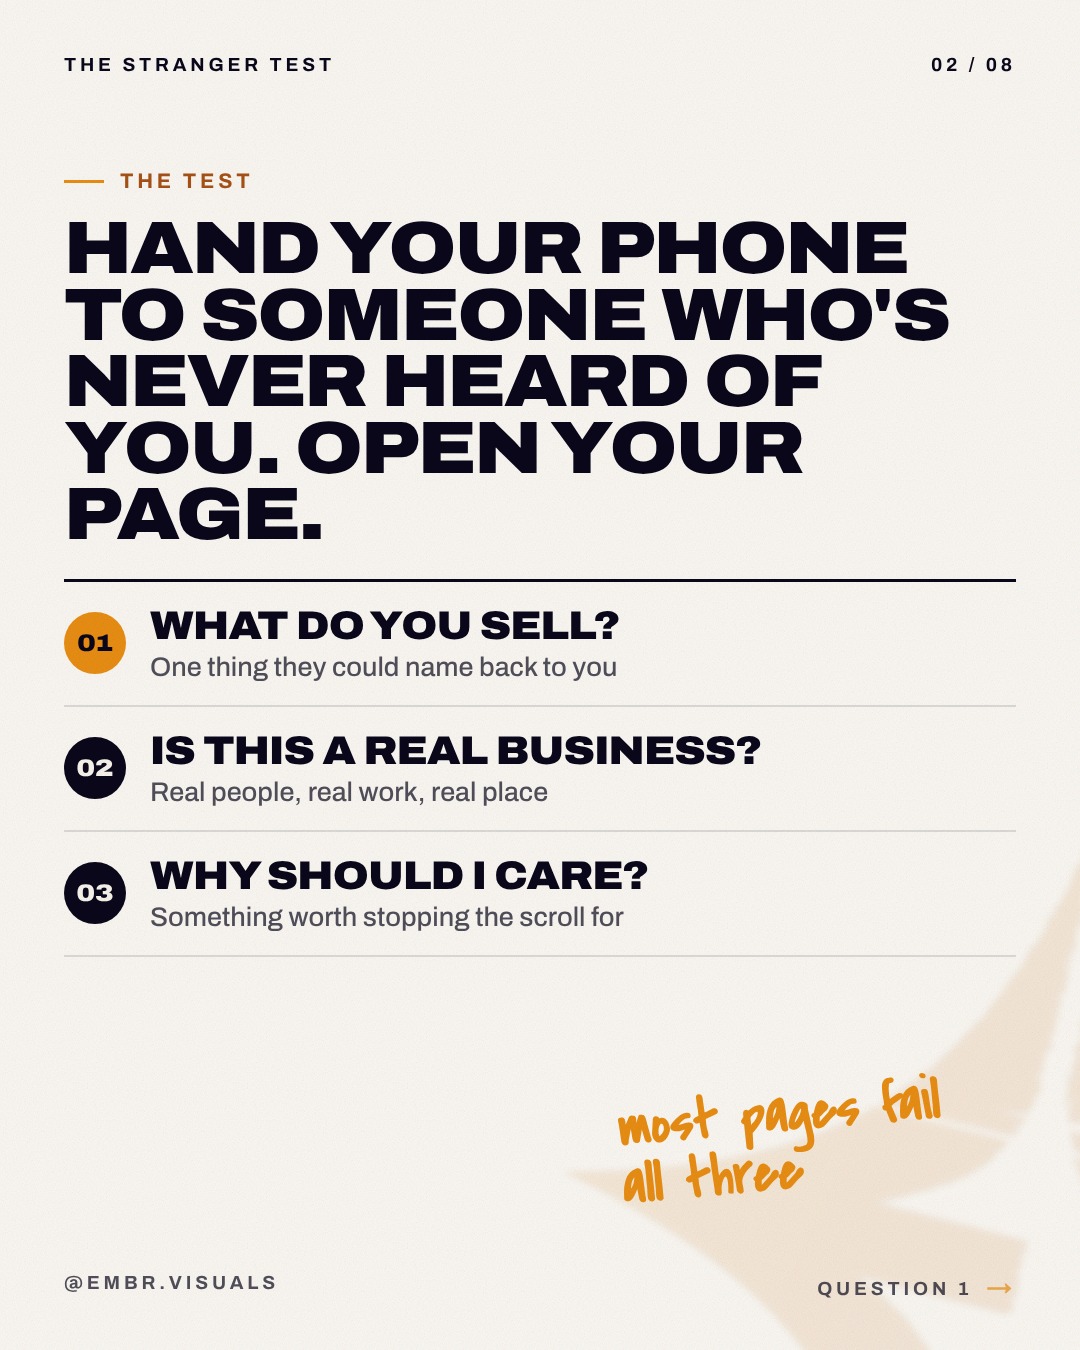 THE STRANGER TEST
02 / 08
THE TEST
HAND YOUR PHONE
TO SOMEONE WHO'S
NEVER HEARD OF
YOU. OPEN YOUR
PAGE.
01
WHAT DO YOU SELL?
One thing they could name back to you
02
IS THIS A REAL BUSINESS?
Real people, real work, real place
03
WHY SHOULD I CARE?
Something worth stopping the scroll for
most pages fail
all three
@EMBR.VISUALS
QUESTION 1 →